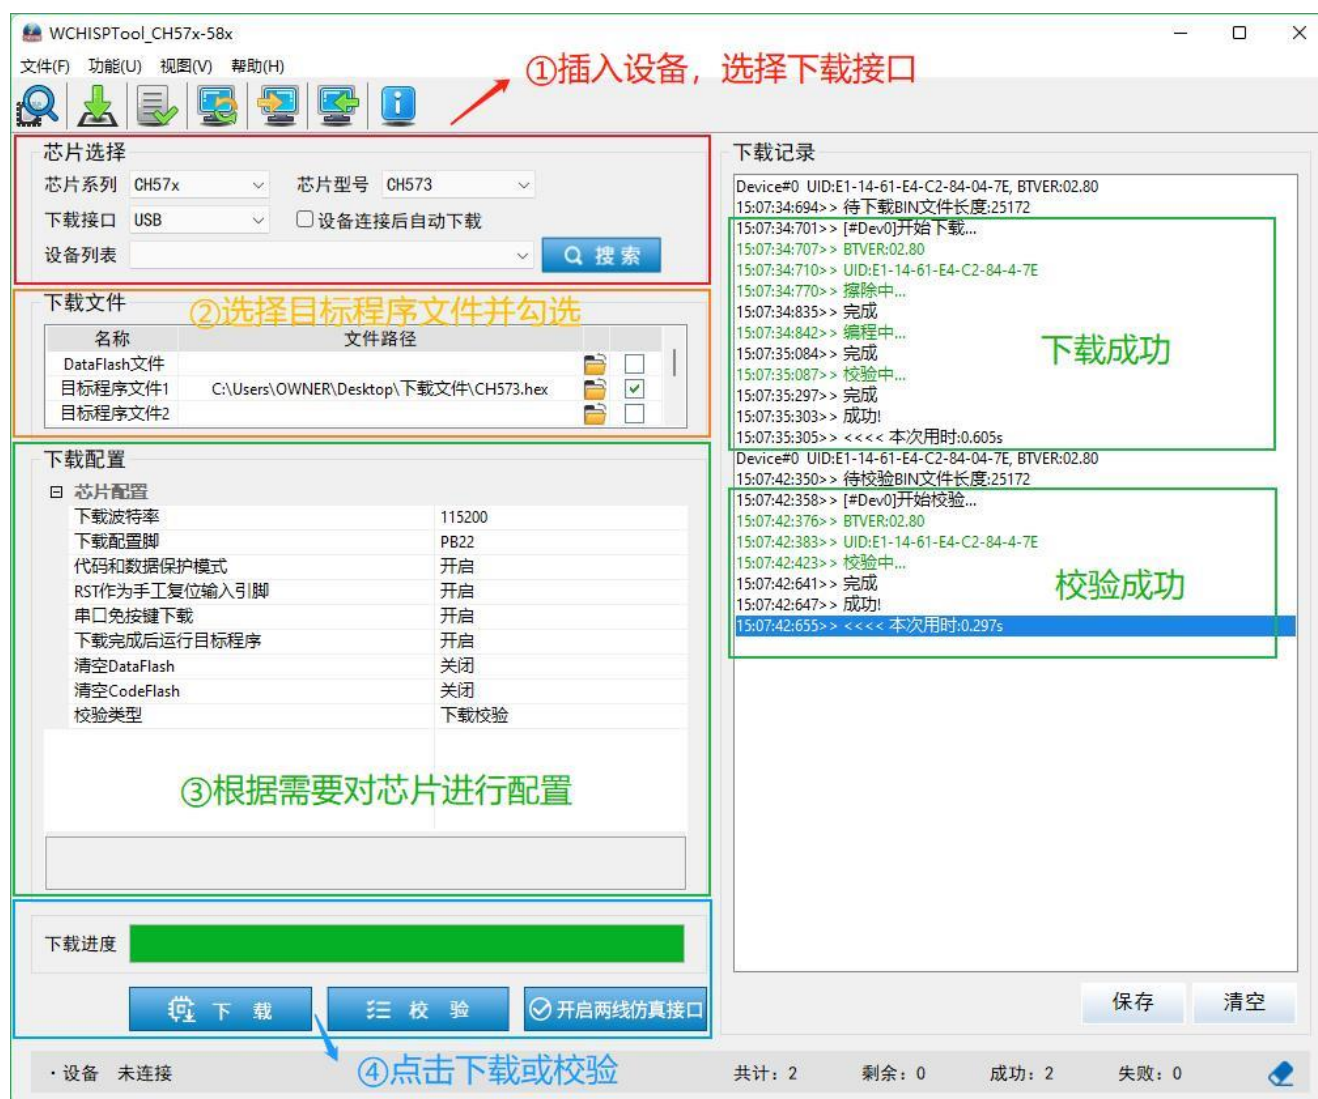 WCHISPTool_CH57x-58x
文件(F) 功能(U) 视图(V) 帮助(H)
①插入设备，选择下载接口
芯片选择
芯片系列 CH57x 芯片型号 CH573
下载接口 USB 设备连接后自动下载
设备列表 搜索
下载文件
②选择目标程序文件并勾选
名称 文件路径
DataFlash文件
目标程序文件1 C:\Users\OWNER\Desktop\下载文件\CH573.hex
目标程序文件2
下载配置
芯片配置
下载波特率 115200
下载配置脚 PB22
代码和数据保护模式 开启
RST作为手工复位输入引脚 开启
串口免按键下载 开启
下载完成后运行目标程序 开启
清空DataFlash 关闭
清空CodeFlash 关闭
校验类型 下载校验
③根据需要对芯片进行配置
下载进度
下载 校验 开启两线仿真接口
④点击下载或校验
下载记录
Device#0 UID:E1-14-61-E4-C2-84-04-7E, BTVER:02.80
15:07:34:694>> 待下载BIN文件长度:25172
15:07:34:701>> [#Dev0]开始下载...
15:07:34:707>> BTVER:02.80
15:07:34:710>> UID:E1-14-61-E4-C2-84-4-7E
15:07:34:770>> 擦除中...
15:07:34:835>> 完成
15:07:34:842>> 编程中...
15:07:35:084>> 完成
15:07:35:087>> 校验中...
15:07:35:297>> 完成
15:07:35:303>> 成功!
15:07:35:305>> <<<< 本次用时:0.605s
下载成功
Device#0 UID:E1-14-61-E4-C2-84-04-7E, BTVER:02.80
15:07:42:350>> 待校验BIN文件长度:25172
15:07:42:358>> [#Dev0]开始校验...
15:07:42:376>> BTVER:02.80
15:07:42:383>> UID:E1-14-61-E4-C2-84-4-7E
15:07:42:423>> 校验中...
15:07:42:641>> 完成
15:07:42:647>> 成功!
15:07:42:655>> <<<< 本次用时:0.297s
校验成功
保存 清空
·设备 未连接 共计：2 剩余：0 成功：2 失败：0